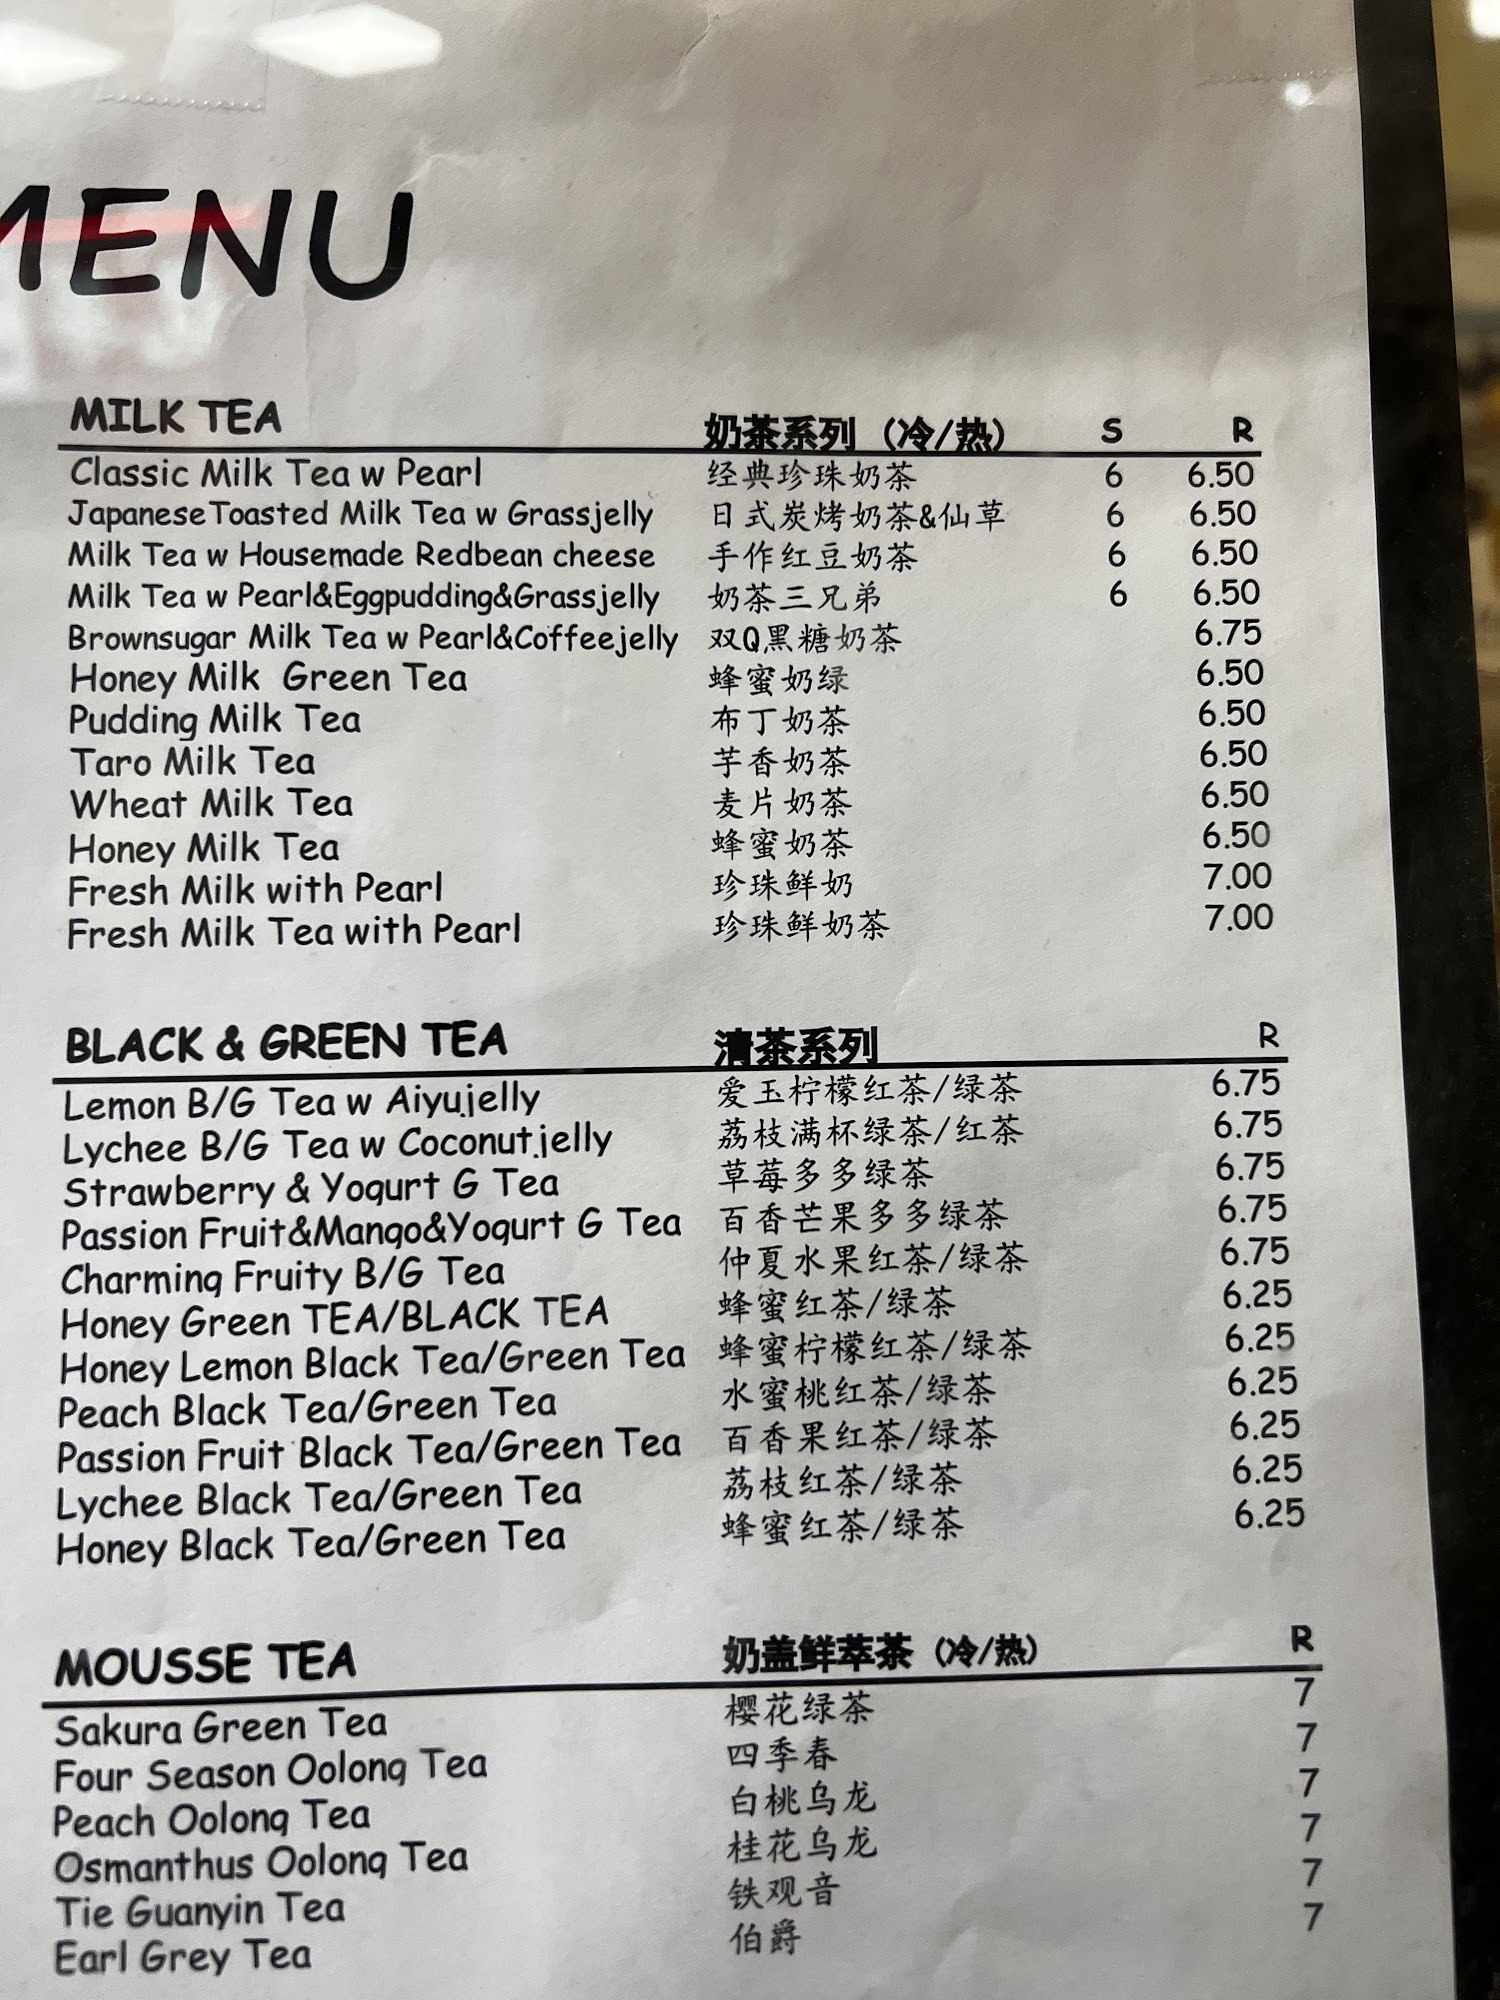 MENU
MILK TEA 奶茶系列 (冷/热) S R
Classic Milk Tea w Pearl 经典珍珠奶茶 6 6.50
JapaneseToasted Milk Tea w Grassjelly 日式炭烤奶茶&仙草 6 6.50
Milk Tea w Housemade Redbean cheese 手作红豆奶茶 6 6.50
Milk Tea w Pearl&Eggpudding&Grassjelly 奶茶三兄弟 6 6.50
Brownsugar Milk Tea w Pearl&Coffeejelly 双Q黑糖奶茶 6.75
Honey Milk Green Tea 蜂蜜奶绿 6.50
Pudding Milk Tea 布丁奶茶 6.50
Taro Milk Tea 芋香奶茶 6.50
Wheat Milk Tea 麦片奶茶 6.50
Honey Milk Tea 蜂蜜奶茶 6.50
Fresh Milk with Pearl 珍珠鲜奶 7.00
Fresh Milk Tea with Pearl 珍珠鲜奶茶 7.00
BLACK & GREEN TEA 清茶系列 R
Lemon B/G Tea w Aiyujelly 爱玉柠檬红茶/绿茶 6.75
Lychee B/G Tea w Coconutjelly 荔枝满杯绿茶/红茶 6.75
Strawberry & Yogurt G Tea 草莓多多绿茶 6.75
Passion Fruit&Mango&Yogurt G Tea 百香芒果多多绿茶 6.75
Charming Fruity B/G Tea 仲夏水果红茶/绿茶 6.75
Honey Green TEA/BLACK TEA 蜂蜜红茶/绿茶 6.25
Honey Lemon Black Tea/Green Tea 蜂蜜柠檬红茶/绿茶 6.25
Peach Black Tea/Green Tea 水蜜桃红茶/绿茶 6.25
Passion Fruit Black Tea/Green Tea 百香果红茶/绿茶 6.25
Lychee Black Tea/Green Tea 荔枝红茶/绿茶 6.25
Honey Black Tea/Green Tea 蜂蜜红茶/绿茶 6.25
MOUSSE TEA 奶盖鲜萃茶 (冷/热) R
Sakura Green Tea 樱花绿茶 7
Four Season Oolong Tea 四季春 7
Peach Oolong Tea 白桃乌龙 7
Osmanthus Oolong Tea 桂花乌龙 7
Tie Guanyin Tea 铁观音 7
Earl Grey Tea 伯爵 7